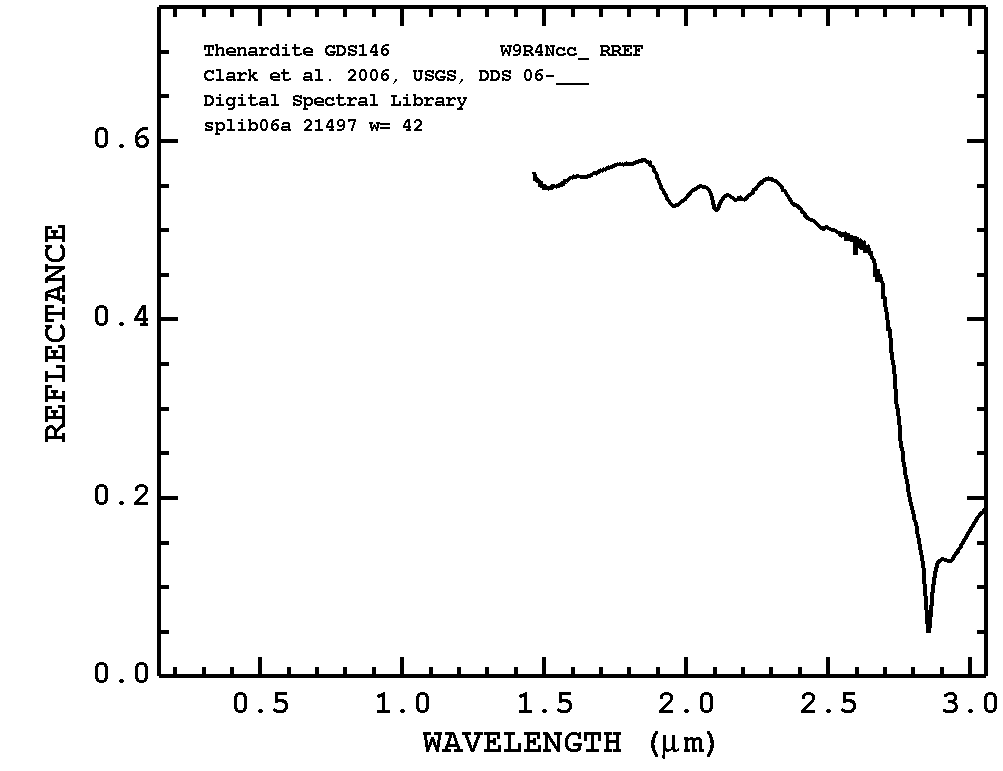 Thenardite GDS146 W9R4Ncc_ RREF
Clark et al. 2006, USGS, DDS 06-___
Digital Spectral Library
splib06a 21497 w= 42
REFLECTANCE
0.6
0.4
0.2
0.0
0.5 1.0 1.5 2.0 2.5 3.0
WAVELENGTH (μm)